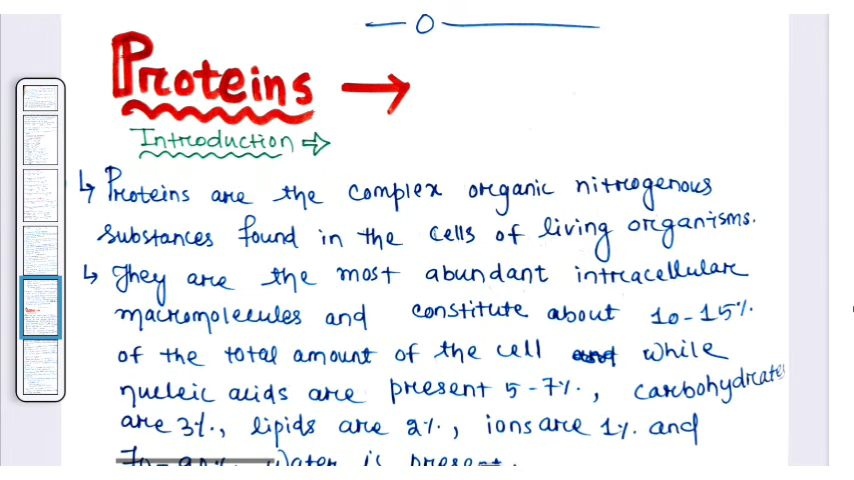 Proteins →
Introduction ⇒
↳ Proteins are the complex organic nitrogenous
substances found in the cells of living organisms.
↳ They are the most abundant intracellular
macromolecules and constitute about 10-15%.
of the total amount of the cell while
nucleic acids are present 5-7%., carbohydrates
are 3%., lipids are 2%., ions are 1% and
Water is present.